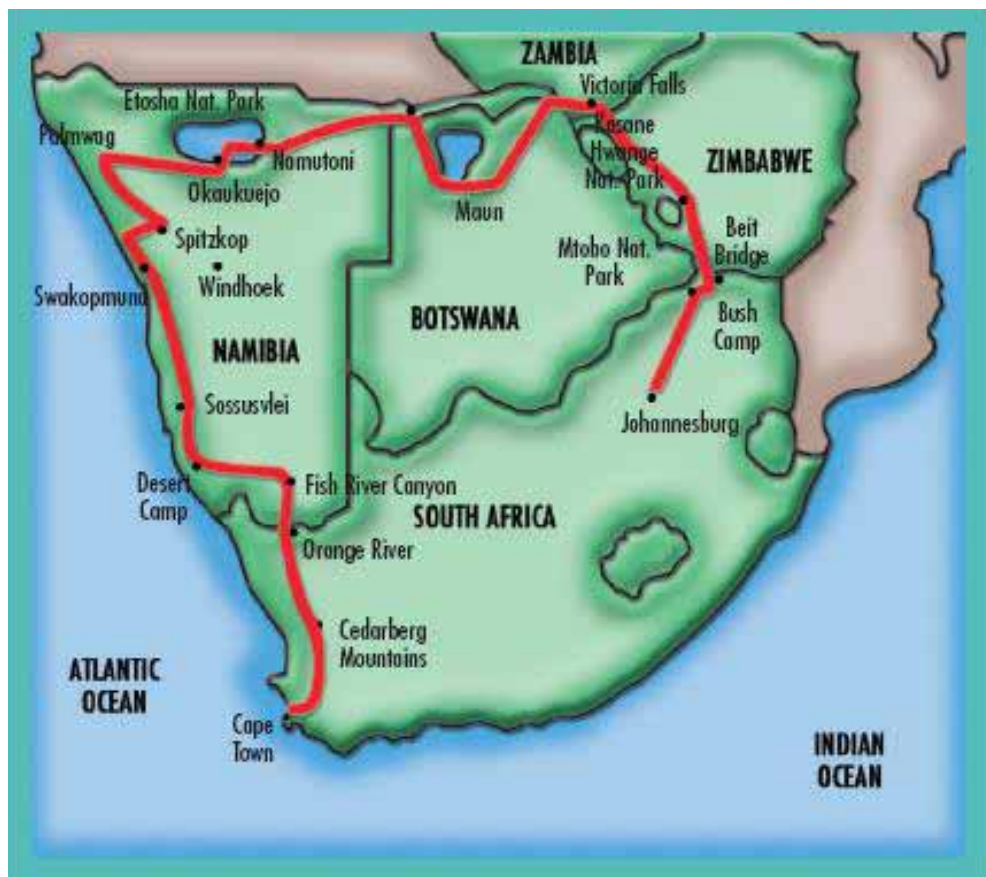 ZAMBIA
Victoria Falls
Etosha Nat. Park
Kasane
Palmwag
Namutoni
Hwange
Nat. Park
ZIMBABWE
Okaukuejo
Maun
Spitzkop
Beit
Bridge
Mtobo Nat.
Park
Windhoek
Swakopmund
BOTSWANA
Bush
Camp
NAMIBIA
Sossusvlei
Johannesburg
Desert
Camp
Fish River Canyon
SOUTH AFRICA
Orange River
Cedarberg
Mountains
ATLANTIC
OCEAN
Cape
Town
INDIAN
OCEAN